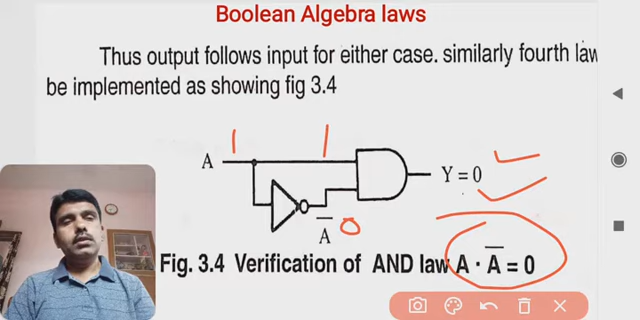 Boolean Algebra laws
Thus output follows input for either case. similarly fourth law
be implemented as showing fig 3.4
1 1
A Y = 0
A̅ 0
Fig. 3.4 Verification of AND law A · A̅ = 0